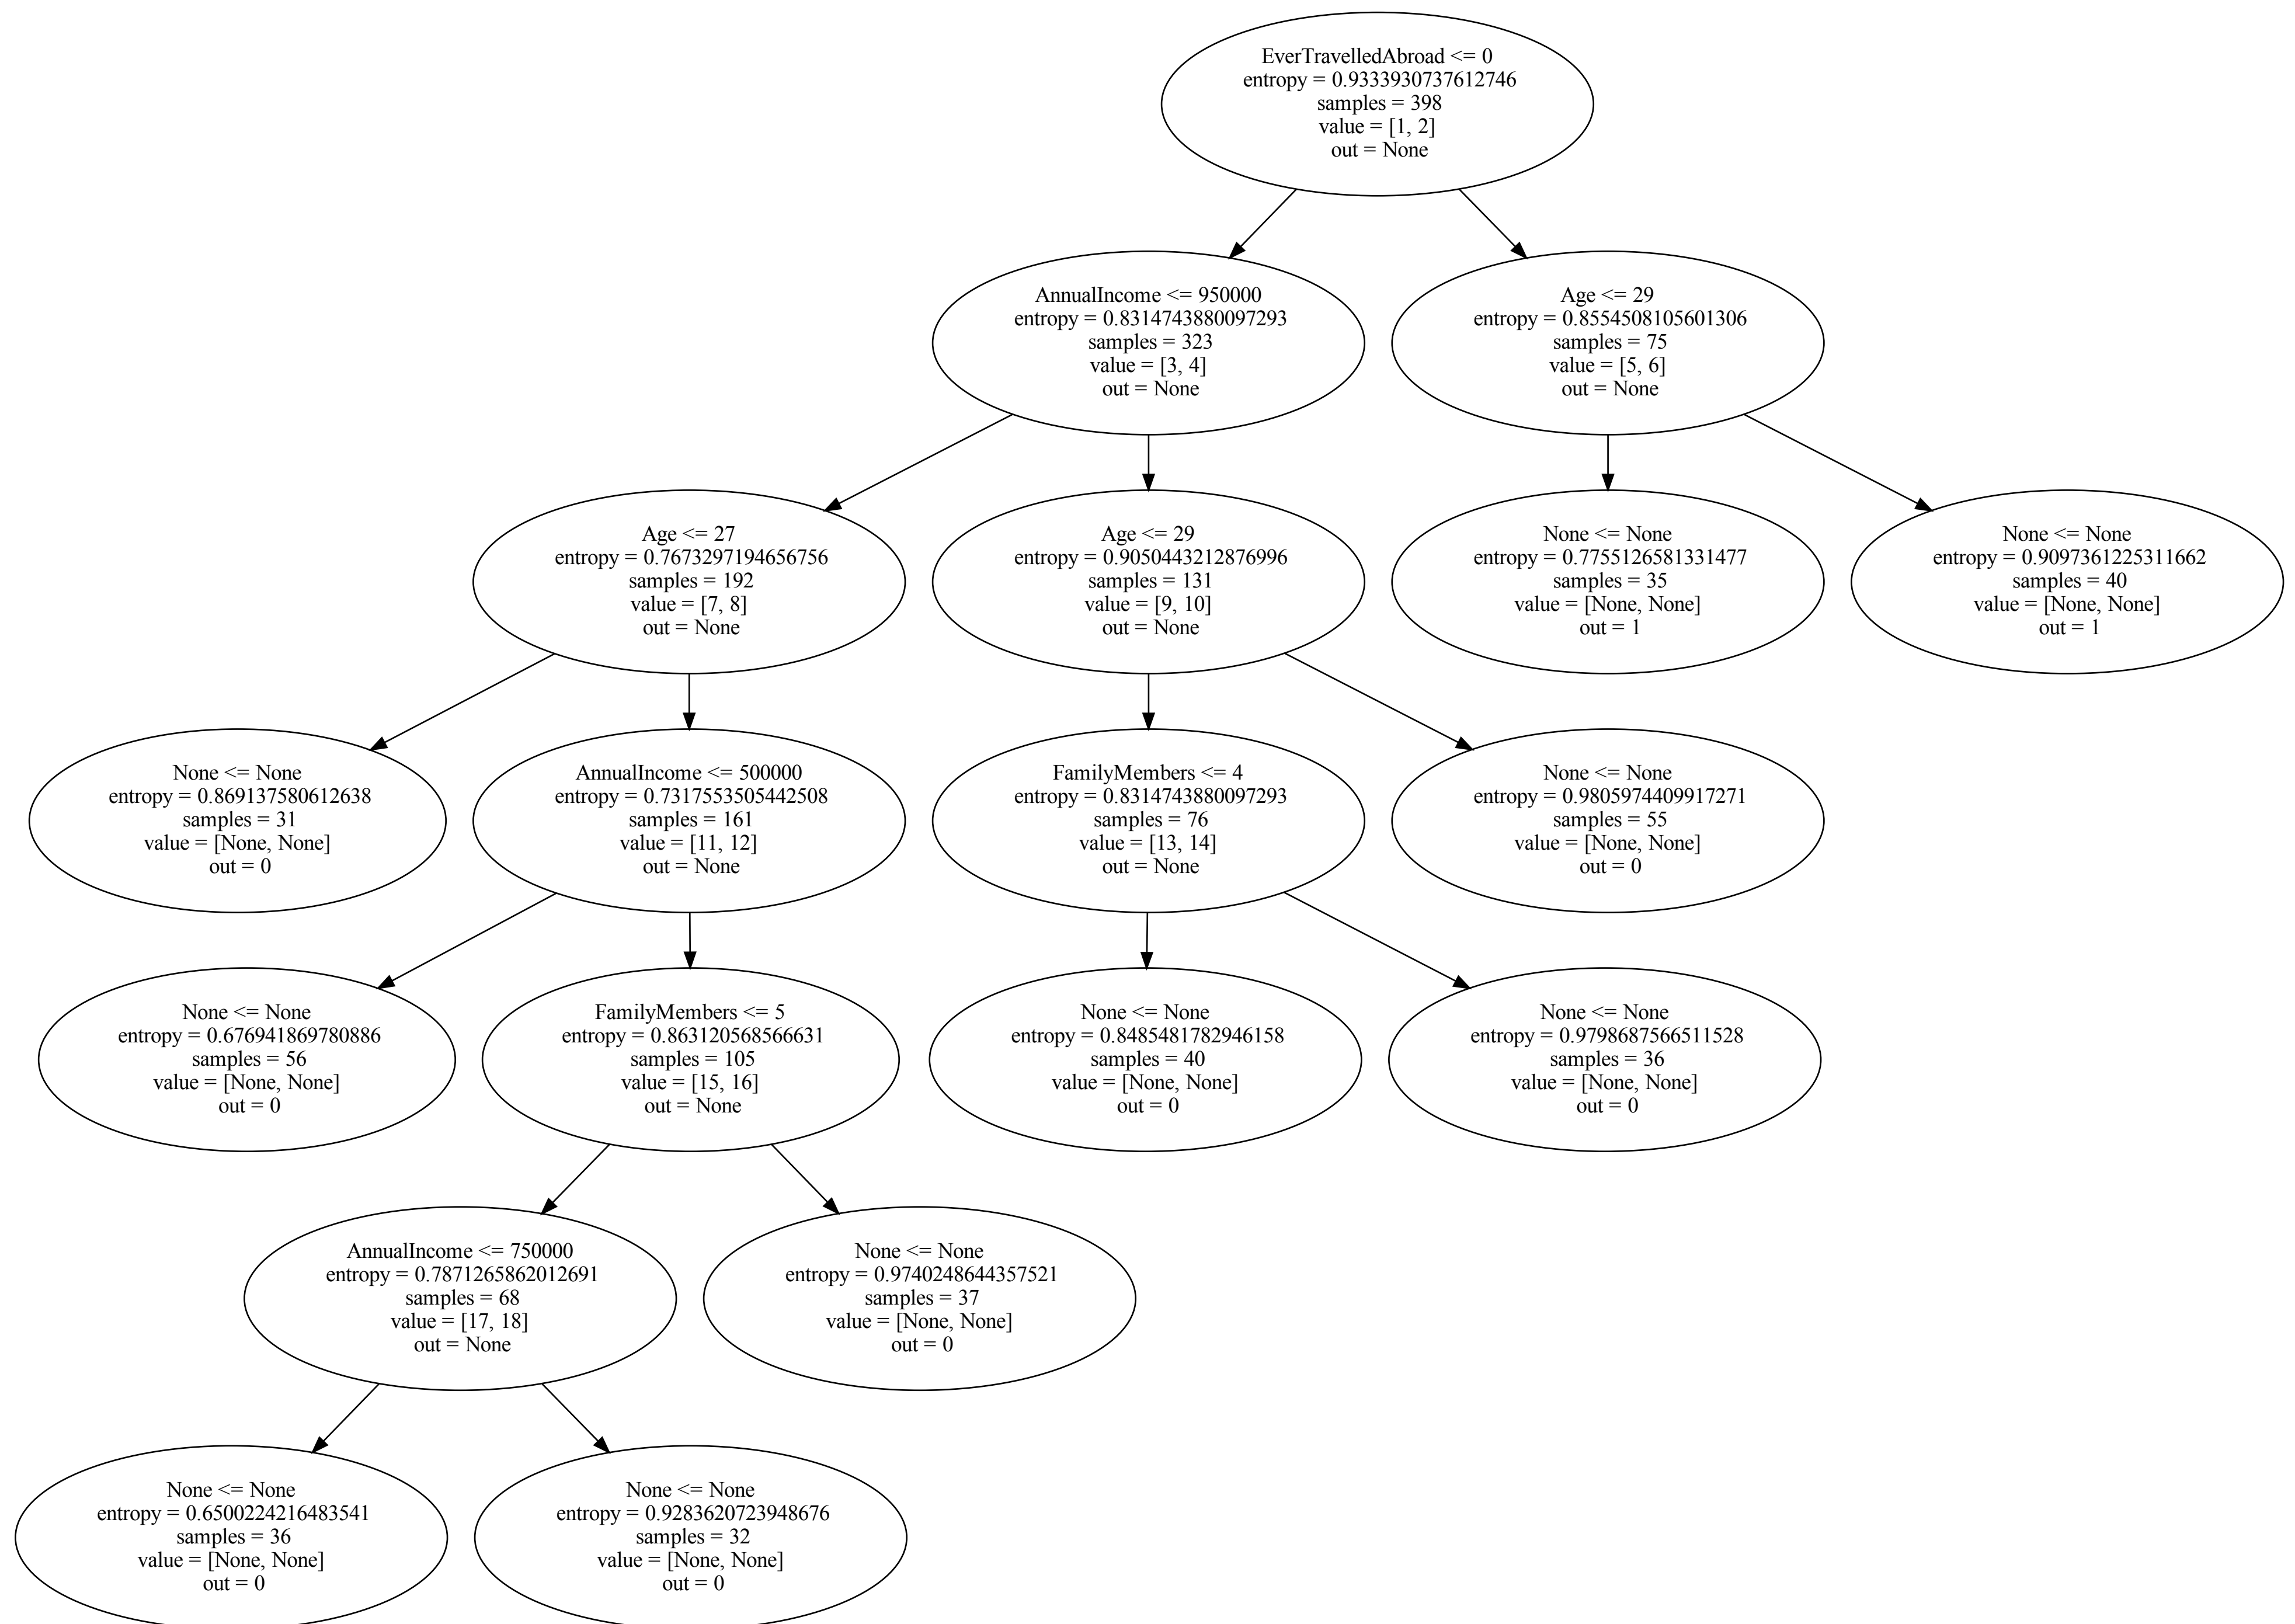 EverTravelledAbroad <= 0
entropy = 0.9333930737612746
samples = 398
value = [1, 2]
out = None
AnnualIncome <= 950000
entropy = 0.8314743880097293
samples = 323
value = [3, 4]
out = None
Age <= 29
entropy = 0.8554508105601306
samples = 75
value = [5, 6]
out = None
Age <= 27
entropy = 0.7673297194656756
samples = 192
value = [7, 8]
out = None
Age <= 29
entropy = 0.9050443212876996
samples = 131
value = [9, 10]
out = None
None <= None
entropy = 0.7755126581331477
samples = 35
value = [None, None]
out = 1
None <= None
entropy = 0.9097361225311662
samples = 40
value = [None, None]
out = 1
None <= None
entropy = 0.869137580612638
samples = 31
value = [None, None]
out = 0
AnnualIncome <= 500000
entropy = 0.7317553505442508
samples = 161
value = [11, 12]
out = None
FamilyMembers <= 4
entropy = 0.8314743880097293
samples = 76
value = [13, 14]
out = None
None <= None
entropy = 0.9805974409917271
samples = 55
value = [None, None]
out = 0
None <= None
entropy = 0.676941869780886
samples = 56
value = [None, None]
out = 0
FamilyMembers <= 5
entropy = 0.863120568566631
samples = 105
value = [15, 16]
out = None
None <= None
entropy = 0.8485481782946158
samples = 40
value = [None, None]
out = 0
None <= None
entropy = 0.9798687566511528
samples = 36
value = [None, None]
out = 0
AnnualIncome <= 750000
entropy = 0.7871265862012691
samples = 68
value = [17, 18]
out = None
None <= None
entropy = 0.9740248644357521
samples = 37
value = [None, None]
out = 0
None <= None
entropy = 0.6500224216483541
samples = 36
value = [None, None]
out = 0
None <= None
entropy = 0.9283620723948676
samples = 32
value = [None, None]
out = 0